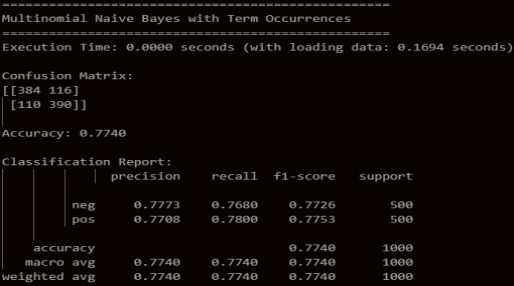 ==================================================
Multinomial Naive Bayes with Term Occurrences
==================================================
Execution Time: 0.0000 seconds (with loading data: 0.1694 seconds)
Confusion Matrix:
[[384 116]
 [110 390]]
Accuracy: 0.7740
Classification Report:
precision recall f1-score support
neg 0.7773 0.7680 0.7726 500
pos 0.7708 0.7800 0.7753 500
accuracy 0.7740 1000
macro avg 0.7740 0.7740 0.7740 1000
weighted avg 0.7740 0.7740 0.7740 1000